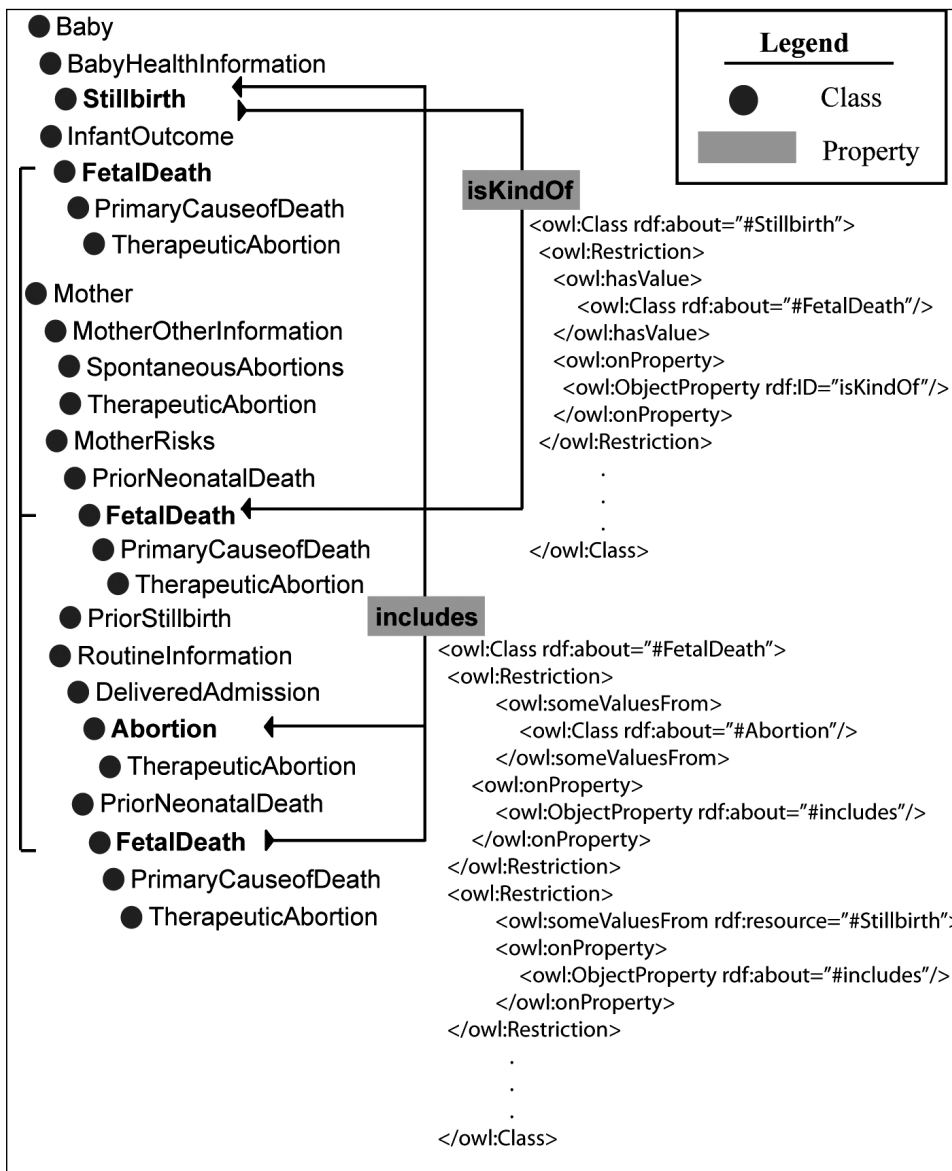 Baby
BabyHealthInformation
Stillbirth
InfantOutcome
FetalDeath
PrimaryCauseofDeath
TherapeuticAbortion
Mother
MotherOtherInformation
SpontaneousAbortions
TherapeuticAbortion
MotherRisks
PriorNeonatalDeath
FetalDeath
PrimaryCauseofDeath
TherapeuticAbortion
PriorStillbirth
RoutineInformation
DeliveredAdmission
Abortion
TherapeuticAbortion
PriorNeonatalDeath
FetalDeath
PrimaryCauseofDeath
TherapeuticAbortion
isKindOf
includes
Legend
Class
Property
<owl:Class rdf:about=”#Stillbirth”>
<owl:Restriction>
<owl:hasValue>
<owl:Class rdf:about=”#FetalDeath”/>
</owl:hasValue>
<owl:onProperty>
<owl:ObjectProperty rdf:ID=”isKindOf”/>
</owl:onProperty>
</owl:Restriction>
.
.
.
</owl:Class>
<owl:Class rdf:about=”#FetalDeath”>
<owl:Restriction>
<owl:someValuesFrom>
<owl:Class rdf:about=”#Abortion”/>
</owl:someValuesFrom>
<owl:onProperty>
<owl:ObjectProperty rdf:about=”#includes”/>
</owl:onProperty>
</owl:Restriction>
<owl:Restriction>
<owl:someValuesFrom rdf:resource=”#Stillbirth”>
<owl:onProperty>
<owl:ObjectProperty rdf:about=”#includes”/>
</owl:onProperty>
</owl:Restriction>
.
.
.
</owl:Class>